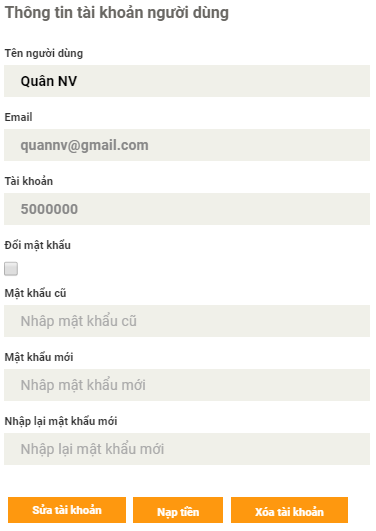 Thông tin tài khoản người dùng
Tên người dùng
Quân NV
Email
quannv@gmail.com
Tài khoản
5000000
Đổi mật khẩu
Mật khẩu cũ
Nhâp mật khẩu cũ
Mật khẩu mới
Nhâp mật khẩu mới
Nhập lại mật khẩu mới
Nhập lại mật khẩu mới
Sửa tài khoản Nạp tiền Xóa tài khoản